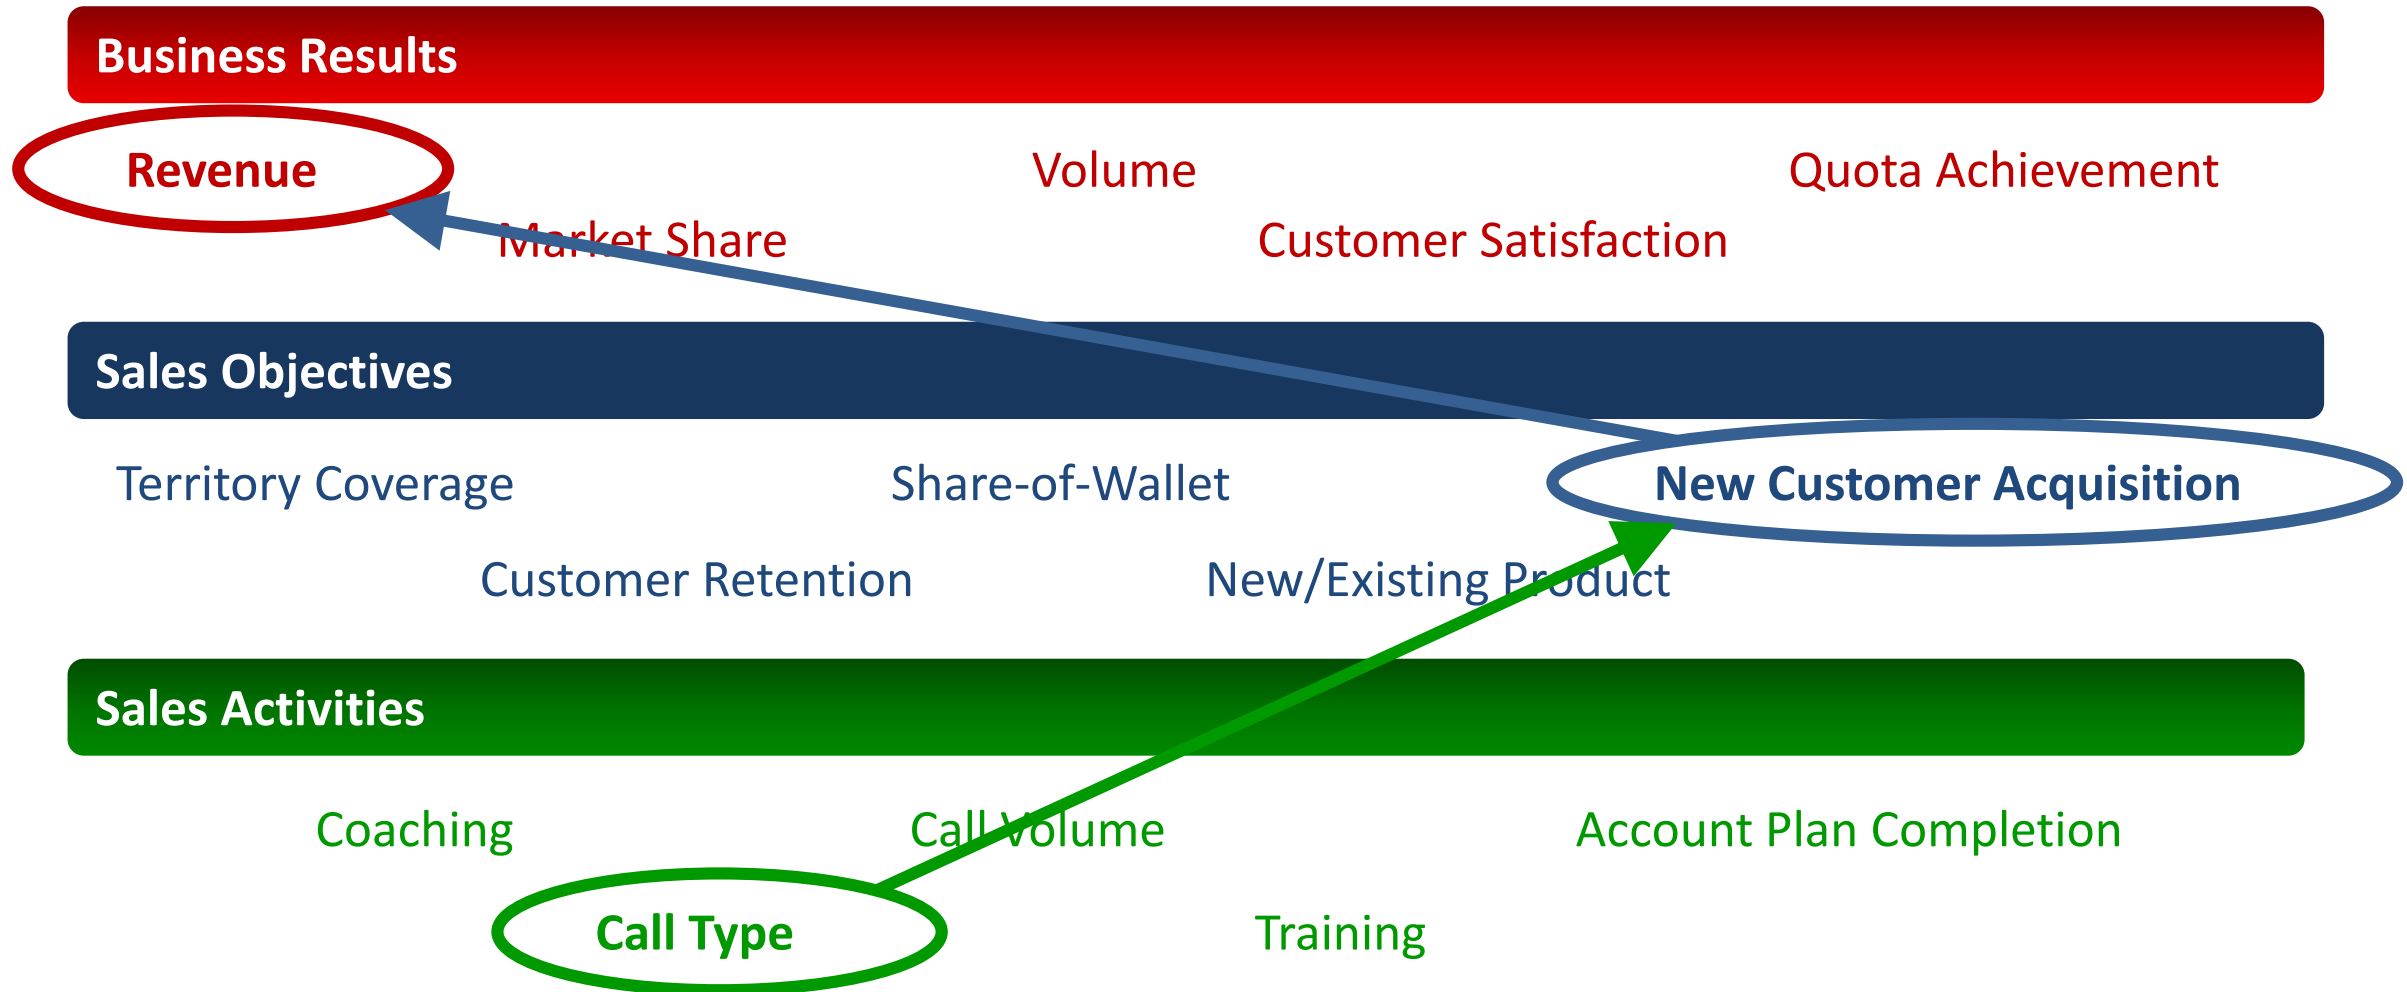 Business Results
Revenue Volume Quota Achievement
Market Share Customer Satisfaction
Sales Objectives
Territory Coverage Share-of-Wallet New Customer Acquisition
Customer Retention New/Existing Product
Sales Activities
Coaching Call Volume Account Plan Completion
Call Type Training